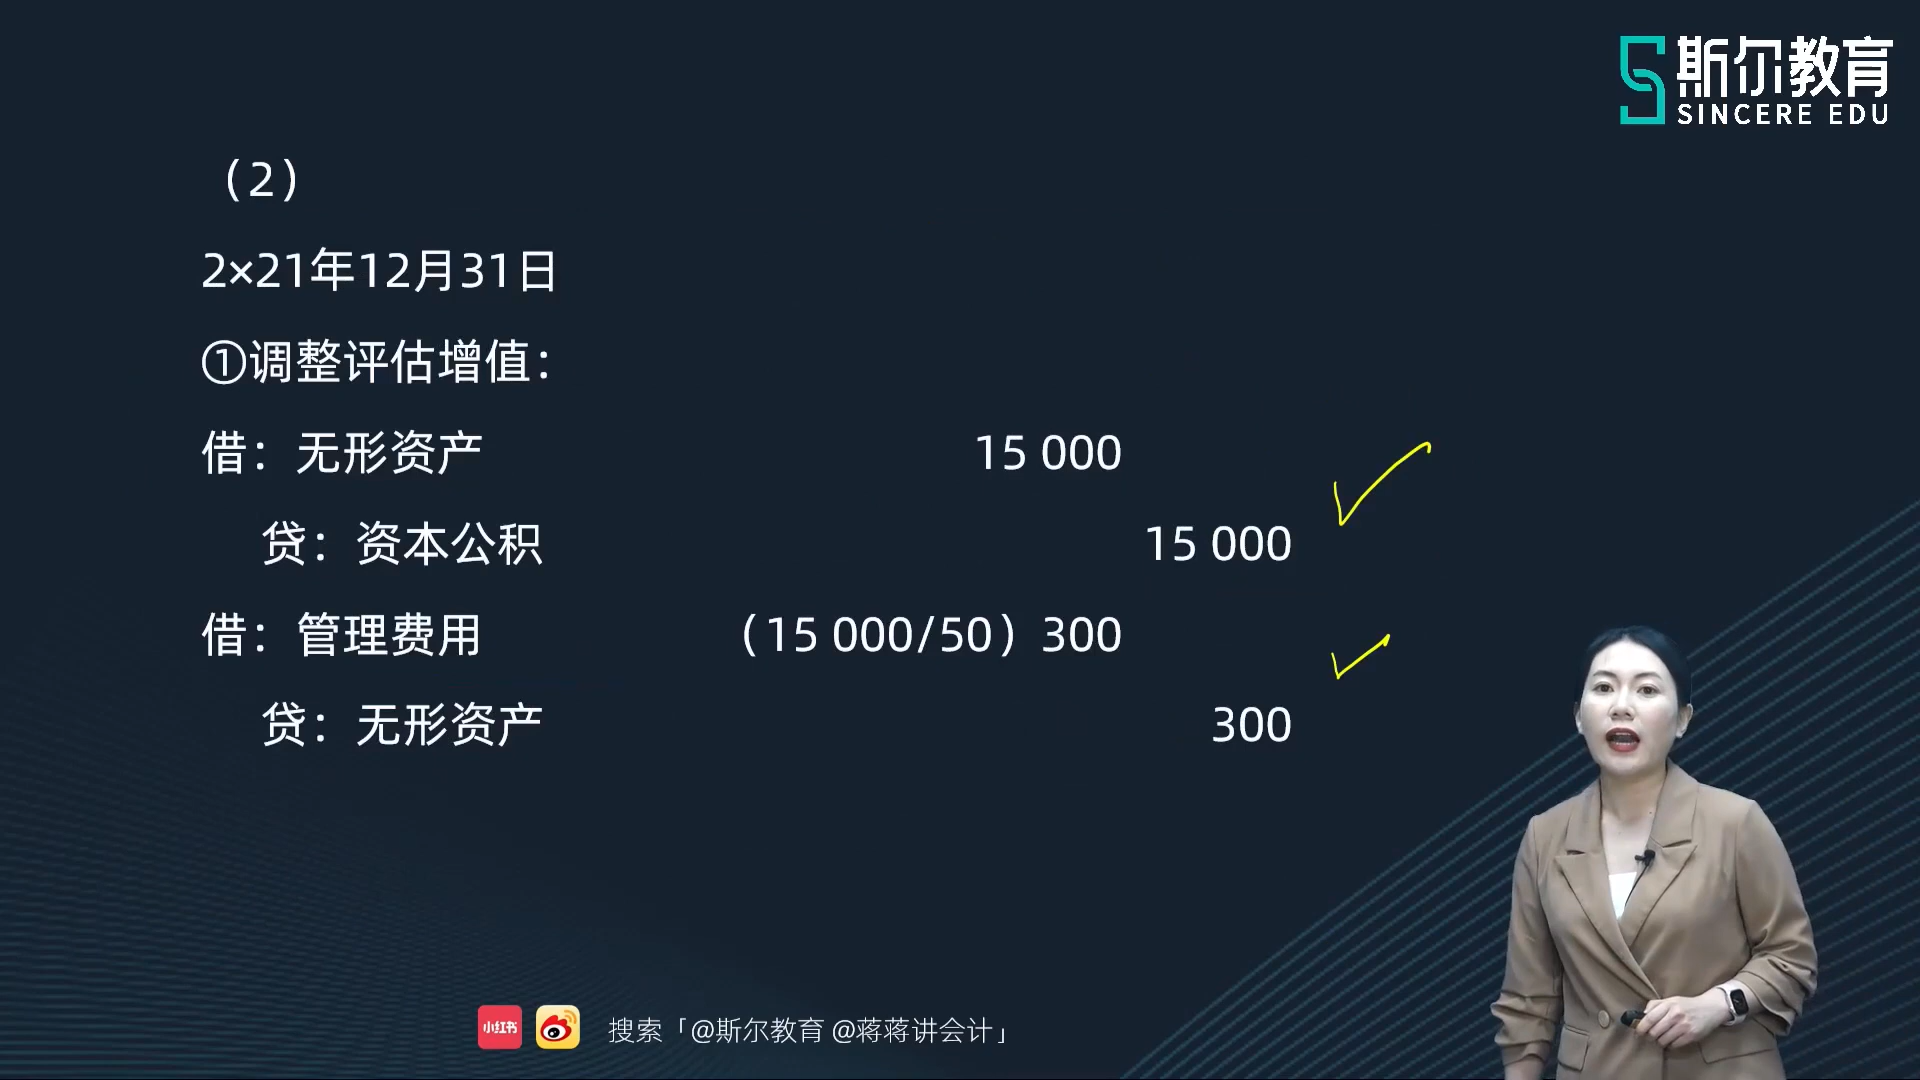 斯尔教育
SINCERE EDU
（2）
2×21年12月31日
①调整评估增值：
借：无形资产 15 000
贷：资本公积 15 000
借：管理费用 （15 000/50）300
贷：无形资产 300
小红书 搜索「@斯尔教育 @蒋蒋讲会计」